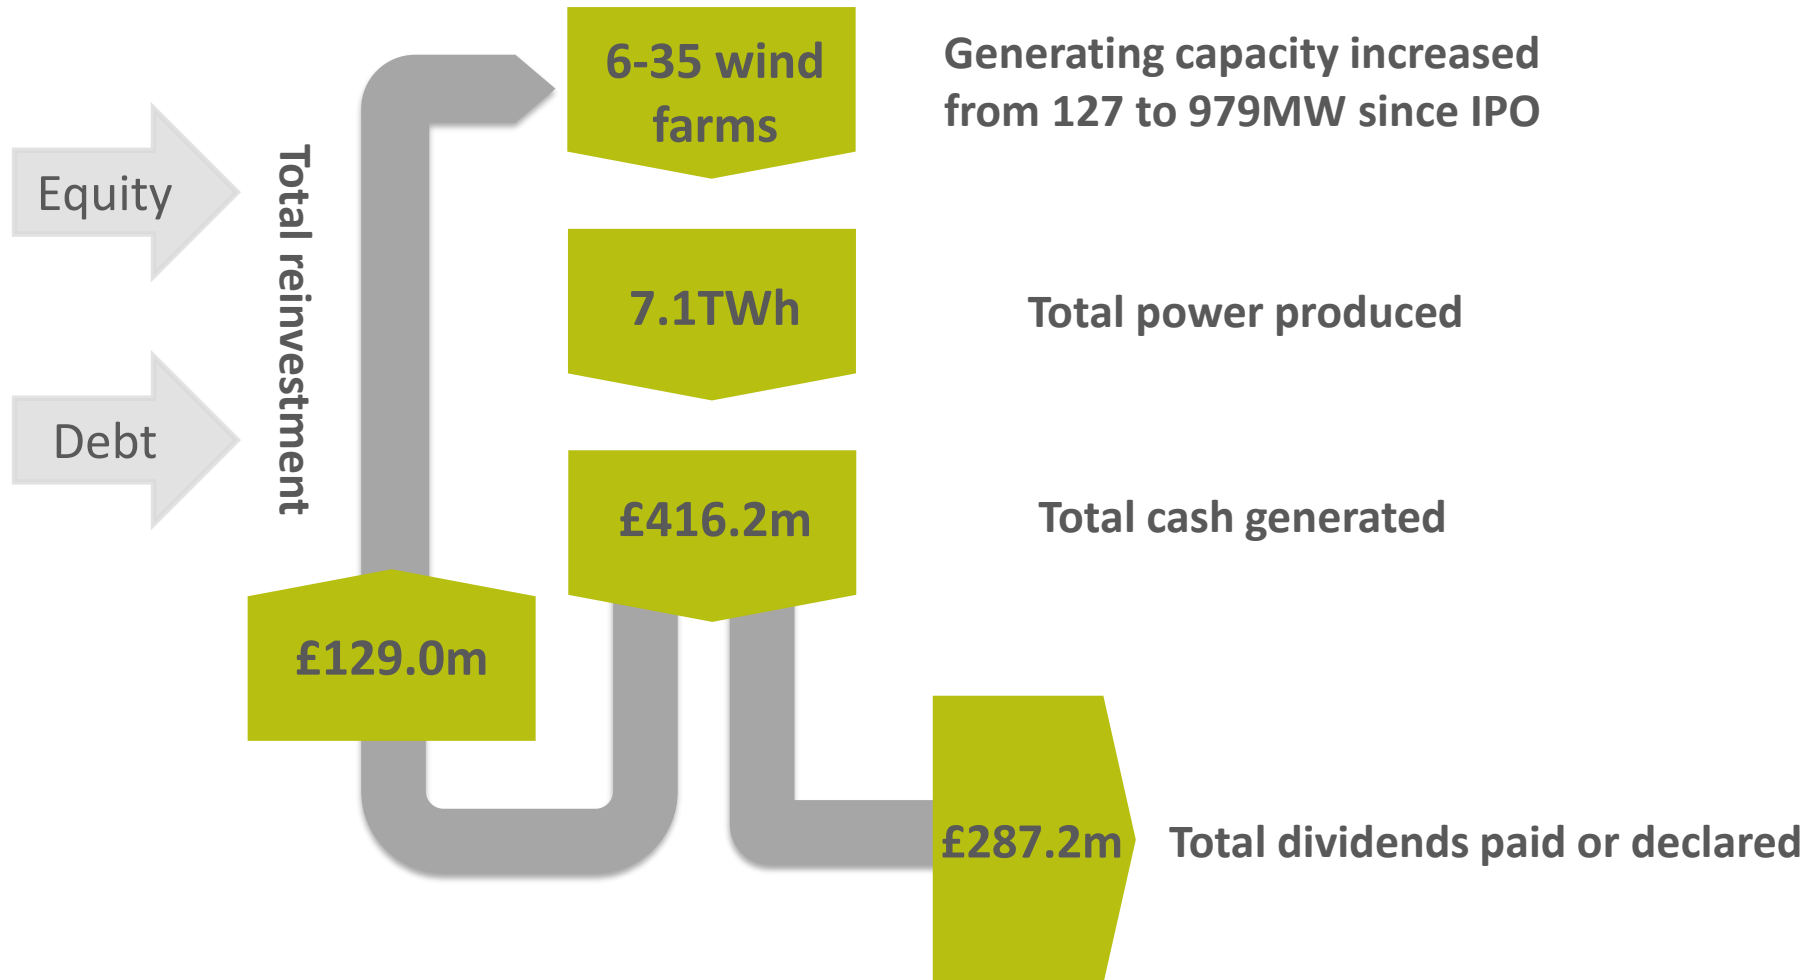 6-35 wind
farms
Generating capacity increased
from 127 to 979MW since IPO
Equity
Debt
Total reinvestment
7.1TWh
Total power produced
£416.2m
Total cash generated
£129.0m
£287.2m
Total dividends paid or declared